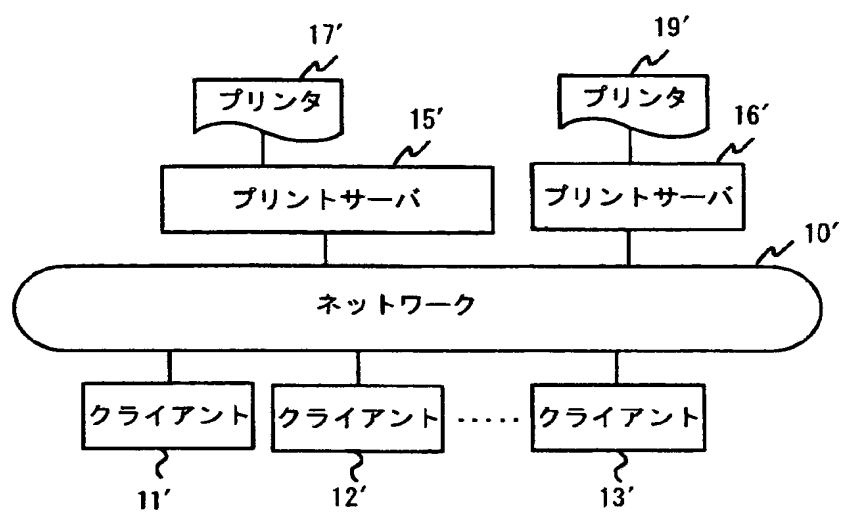 17′ 19′
プリンタ プリンタ
15′ 16′
プリントサーバ プリントサーバ
10′
ネットワーク
クライアント クライアント ..... クライアント
11′ 12′ 13′